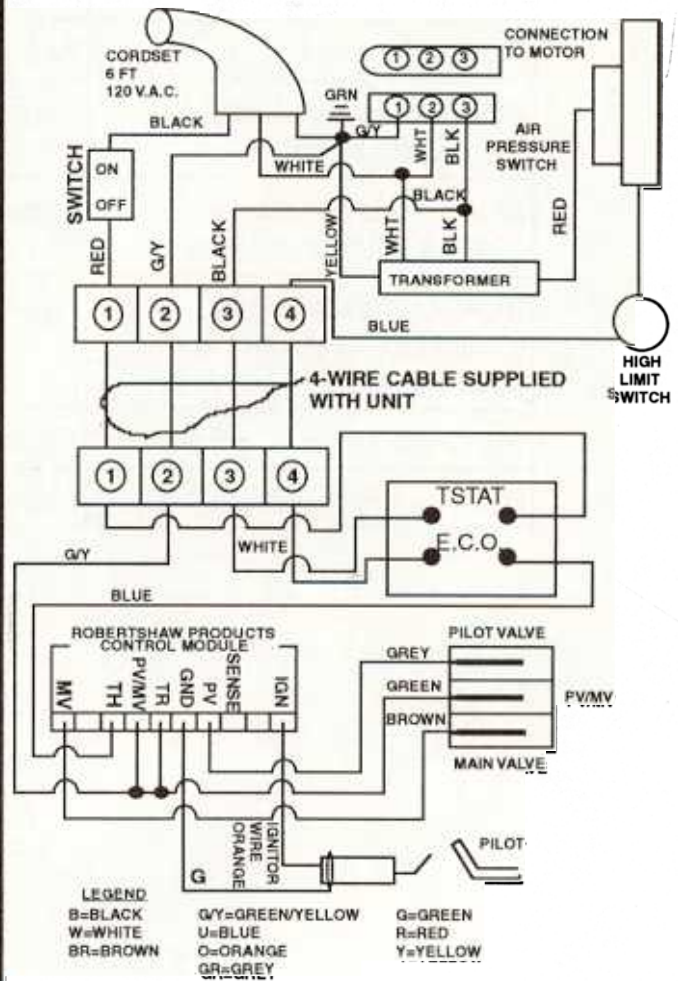 CORDSET
6 FT
120 V.A.C.
CONNECTION
TO MOTOR
1 2 3
GRN
1 2 3
BLACK
G/Y
WHT
BLK
AIR
PRESSURE
SWITCH
WHITE
SWITCH
ON
OFF
BLACK
RED
G/Y
BLACK
YELLOW
WHT
BLK
RED
TRANSFORMER
1 2 3 4
BLUE
HIGH
LIMIT
SWITCH
4-WIRE CABLE SUPPLIED
WITH UNIT
1 2 3 4
TSTAT
E.C.O.
WHITE
G/Y
BLUE
ROBERTSHAW PRODUCTS
CONTROL MODULE
MV
TH
PV/MV
TR
GND
PV
SENSE
IGN
PILOT VALVE
GREY
GREEN
PV/MV
BROWN
MAIN VALVE
IGNITOR
WIRE
ORANGE
G
PILOT
LEGEND
B=BLACK G/Y=GREEN/YELLOW G=GREEN
W=WHITE U=BLUE R=RED
BR=BROWN O=ORANGE Y=YELLOW
GR=GREY